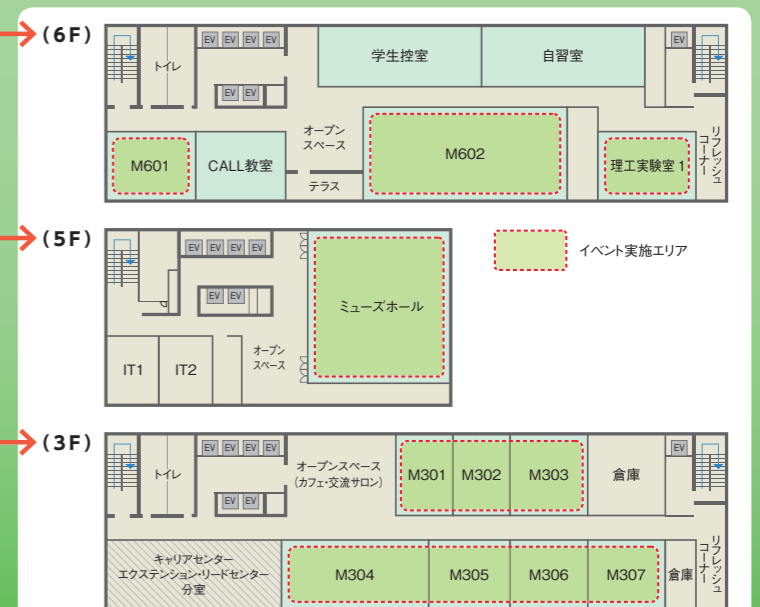 (6F)
EV EV EV EV
EV
トイレ
学生控室
自習室
EV EV
オープン
スペース
M601
CALL教室
M602
理工実験室 1
リフレッシュ
コーナー
テラス
(5F)
EV EV EV EV
イベント実施エリア
EV EV
ミューズホール
オープン
スペース
IT1
IT2
(3F)
EV EV EV EV
EV
トイレ
オープンスペース
(カフェ・交流サロン)
M301
M302
M303
倉庫
EV EV
キャリアセンター
エクステンション・リードセンター
分室
M304
M305
M306
M307
倉庫
リフレッシュ
コーナー